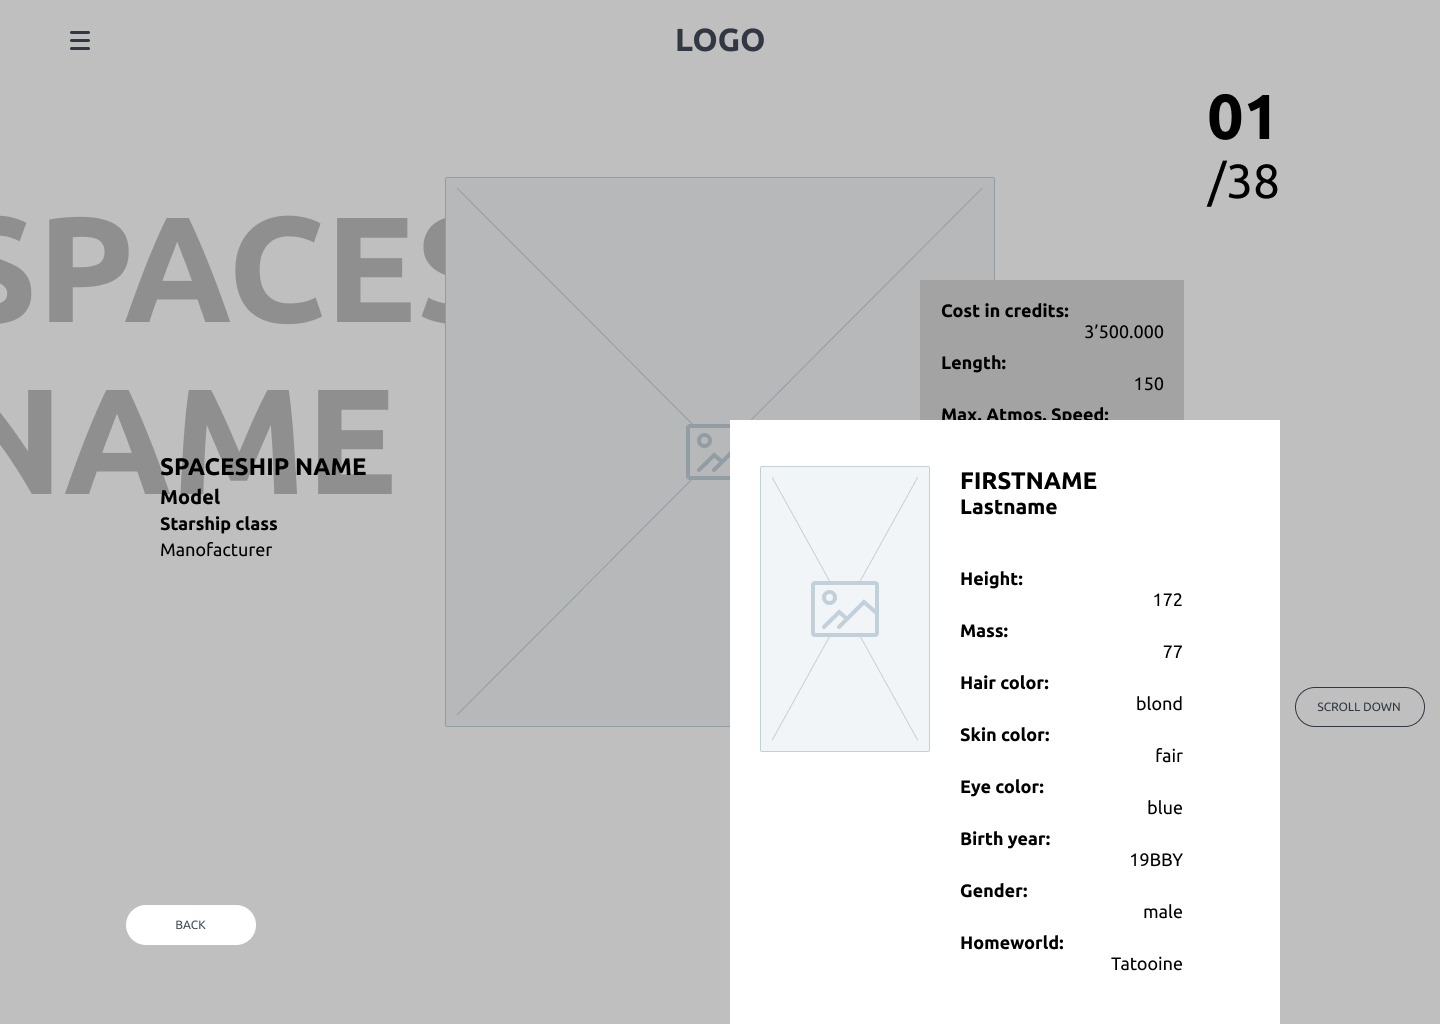 LOGO
01
/38
SPACES
NAME
SPACESHIP NAME
Model
Starship class
Manofacturer
Cost in credits:
3’500.000
Length:
150
Max. Atmos. Speed:
FIRSTNAME
Lastname
Height:
172
Mass:
77
Hair color:
blond
Skin color:
fair
Eye color:
blue
Birth year:
19BBY
Gender:
male
Homeworld:
Tatooine
SCROLL DOWN
BACK